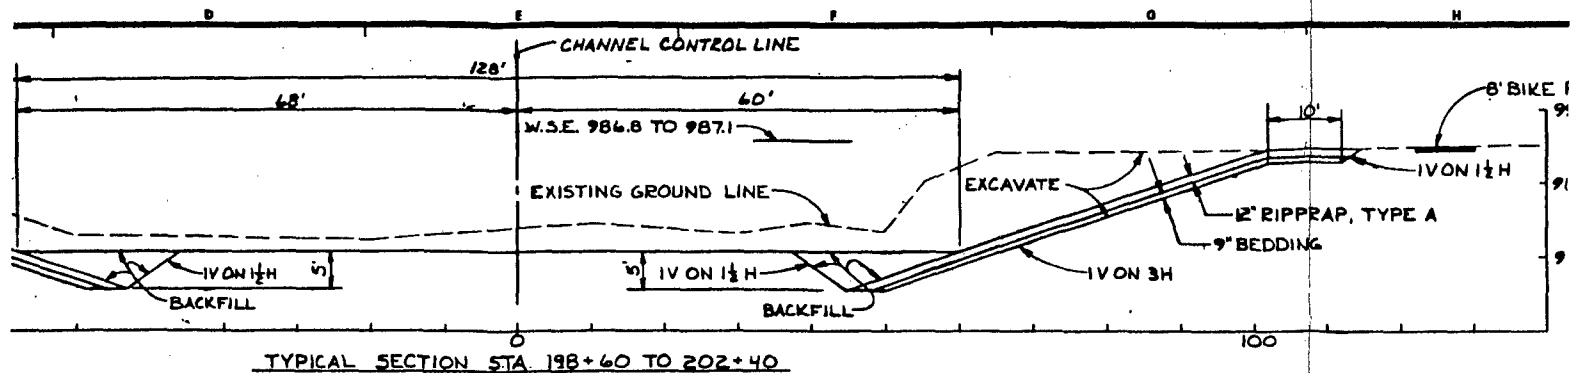 D E F G H
CHANNEL CONTROL LINE
128'
68'
60'
10'
8' BIKE
W.S.E. 986.8 TO 987.1
EXISTING GROUND LINE
EXCAVATE
1V ON 1½ H
12" RIPRAP, TYPE A
9" BEDDING
1V ON 1½ H
5'
5'
1V ON 1½ H
1V ON 3H
BACKFILL
BACKFILL
0
100
TYPICAL SECTION STA. 198+60 TO 202+40